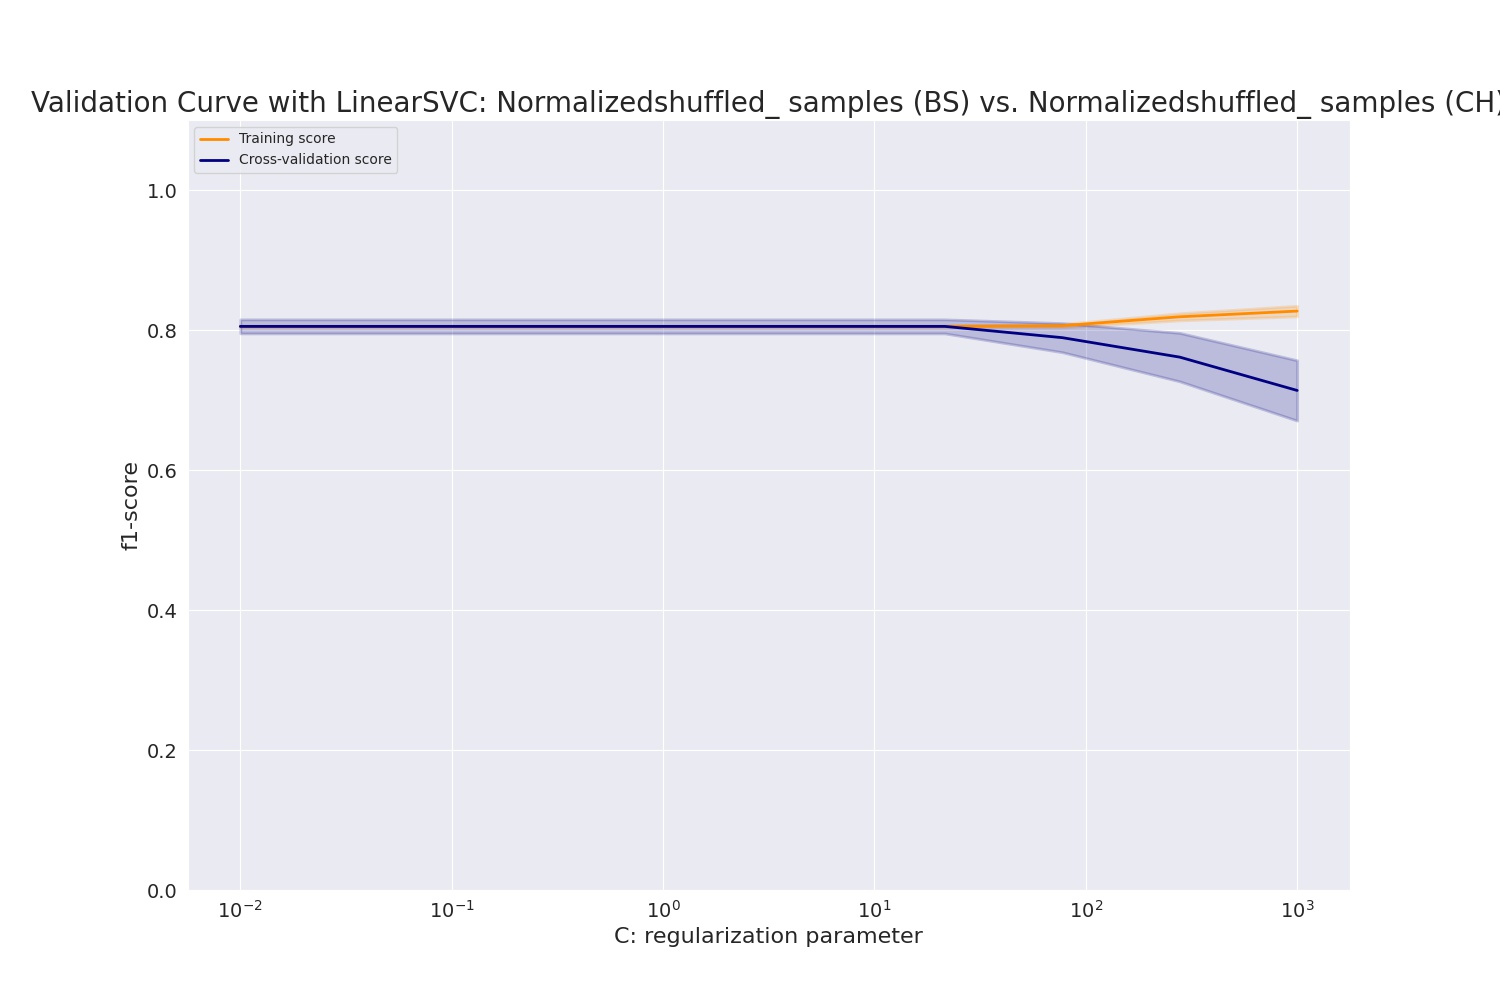 Validation Curve with LinearSVC: Normalizedshuffled_ samples (BS) vs. Normalizedshuffled_ samples (CH)
Training score
Cross-validation score
1.0
0.8
0.6
0.4
0.2
0.0
f1-score
10⁻² 10⁻¹ 10⁰ 10¹ 10² 10³
C: regularization parameter